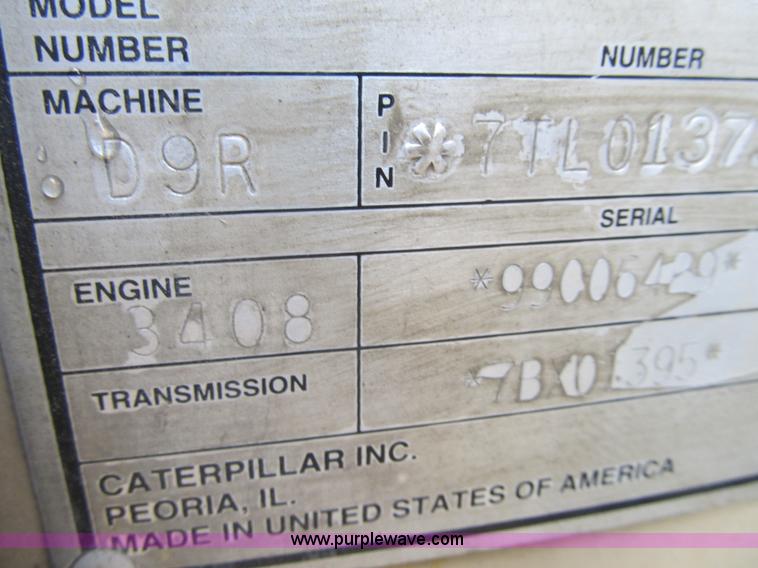 MODEL
NUMBER NUMBER
MACHINE D9R PIN *7TL0137
SERIAL
ENGINE 3408 *99U05429*
TRANSMISSION *7BX01395*
CATERPILLAR INC.
PEORIA, IL.
MADE IN UNITED STATES OF AMERICA
www.purplewave.com